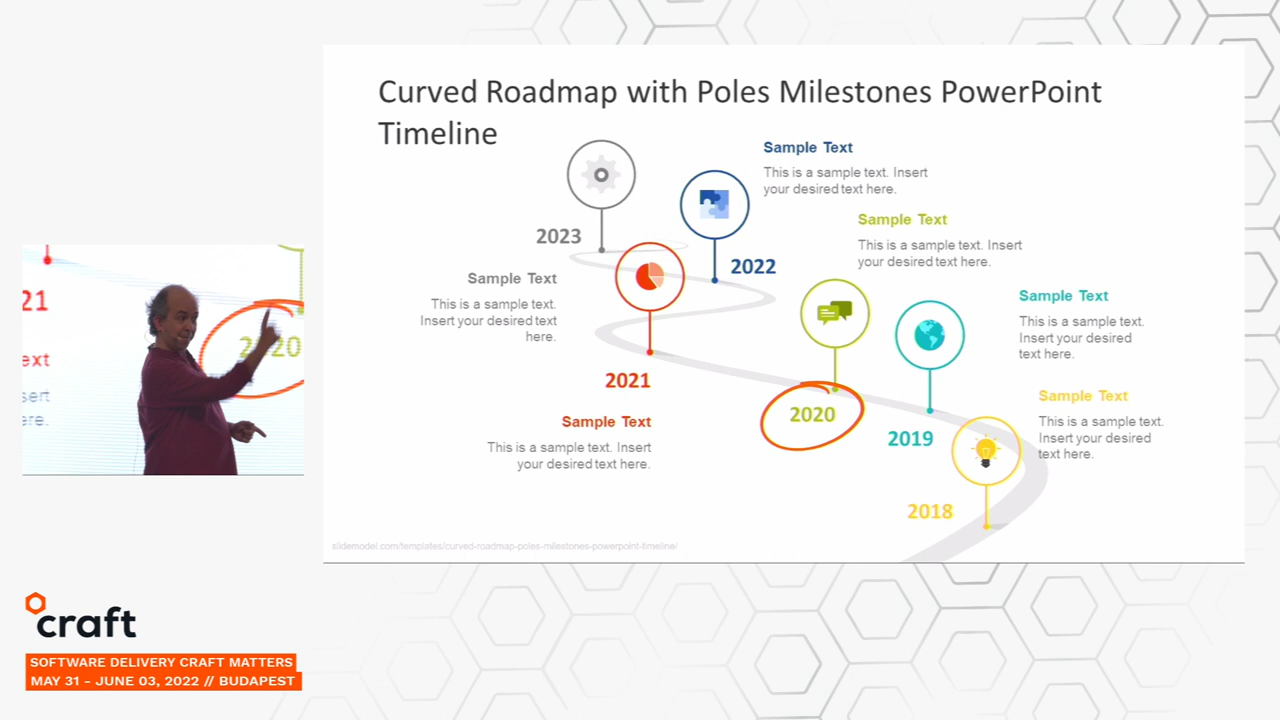 Curved Roadmap with Poles Milestones PowerPoint
Timeline
Sample Text
This is a sample text. Insert
your desired text here.
Sample Text
This is a sample text. Insert
your desired text here.
2023
2022
Sample Text
This is a sample text.
Insert your desired text
here.
Sample Text
This is a sample text.
Insert your desired
text here.
2021
2020
2019
Sample Text
This is a sample text.
Insert your desired
text here.
Sample Text
This is a sample text. Insert
your desired text here.
2018
slidemodel.com/templates/curved-roadmap-poles-milestones-powerpoint-timeline/
21
2020
ext
sert
ere.
craft
SOFTWARE DELIVERY CRAFT MATTERS
MAY 31 - JUNE 03, 2022 // BUDAPEST